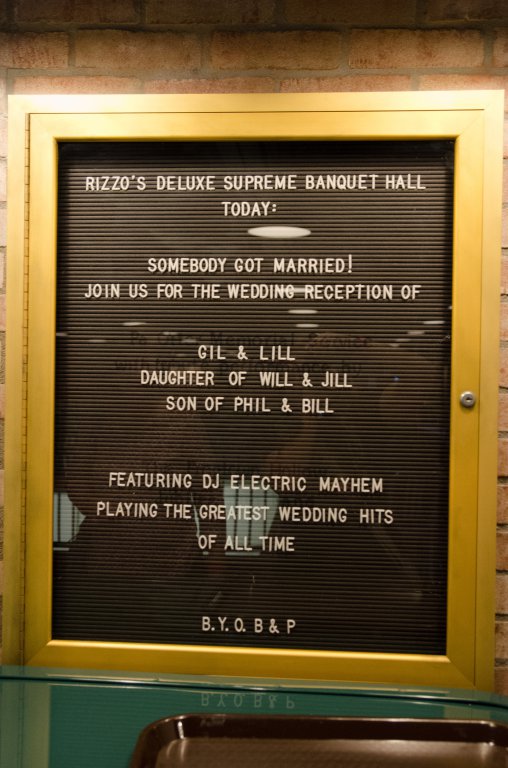 RIZZO'S DELUXE SUPREME BANQUET HALL
TODAY:
SOMEBODY GOT MARRIED!
JOIN US FOR THE WEDDING RECEPTION OF
GIL & LILL
DAUGHTER OF WILL & JILL
SON OF PHIL & BILL
FEATURING DJ ELECTRIC MAYHEM
PLAYING THE GREATEST WEDDING HITS
OF ALL TIME
B.Y.O. B & P